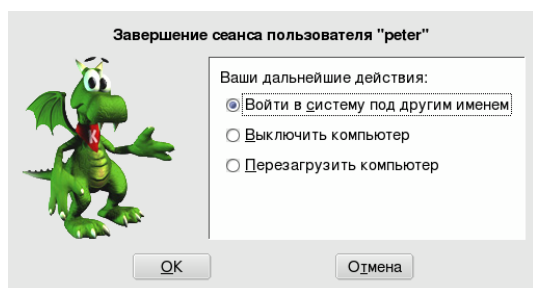 Завершение сеанса пользователя "peter"
Ваши дальнейшие действия:
Войти в систему под другим именем
Выключить компьютер
Перезагрузить компьютер
K
OK
Отмена